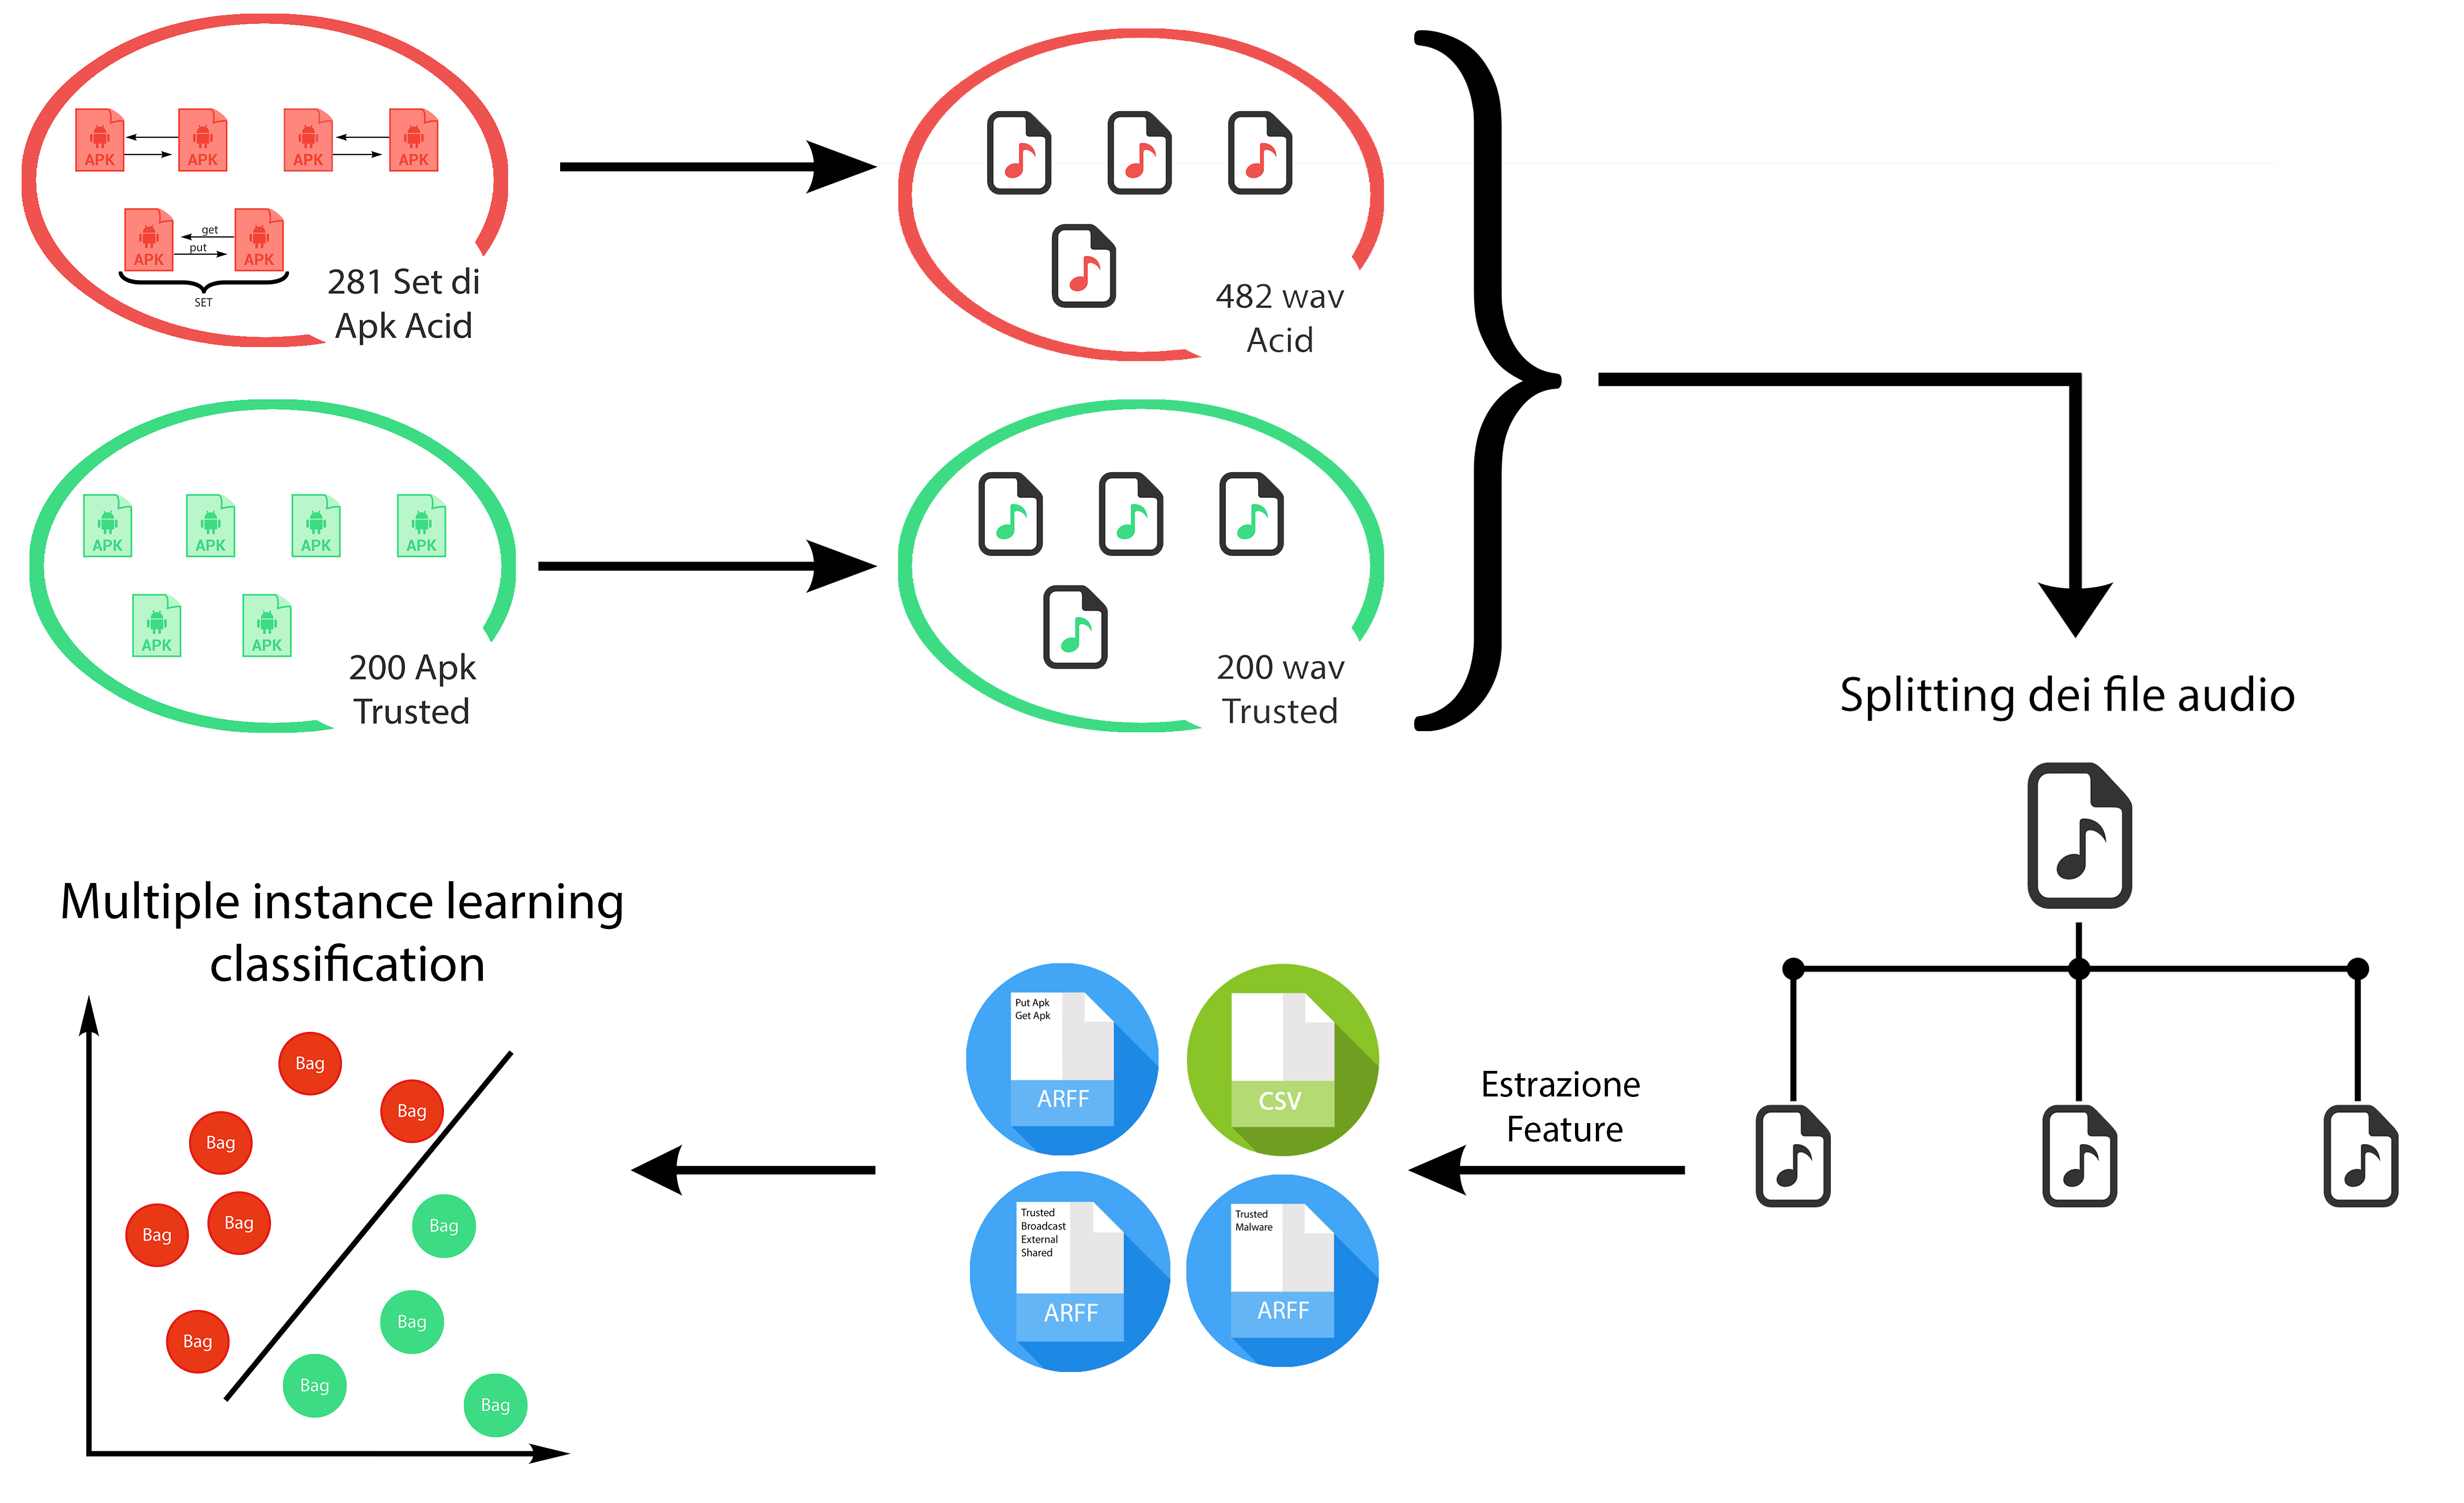 APK
APK
APK
APK
APK
APK
get
put
SET
281 Set di
Apk Acid
482 wav
Acid
APK
APK
APK
APK
APK
APK
200 Apk
Trusted
200 wav
Trusted
Splitting dei file audio
Estrazione
Feature
Put Apk
Get Apk
ARFF
CSV
Trusted
Broadcast
External
Shared
ARFF
Trusted
Malware
ARFF
Multiple instance learning
classification
Bag
Bag
Bag
Bag
Bag
Bag
Bag
Bag
Bag
Bag